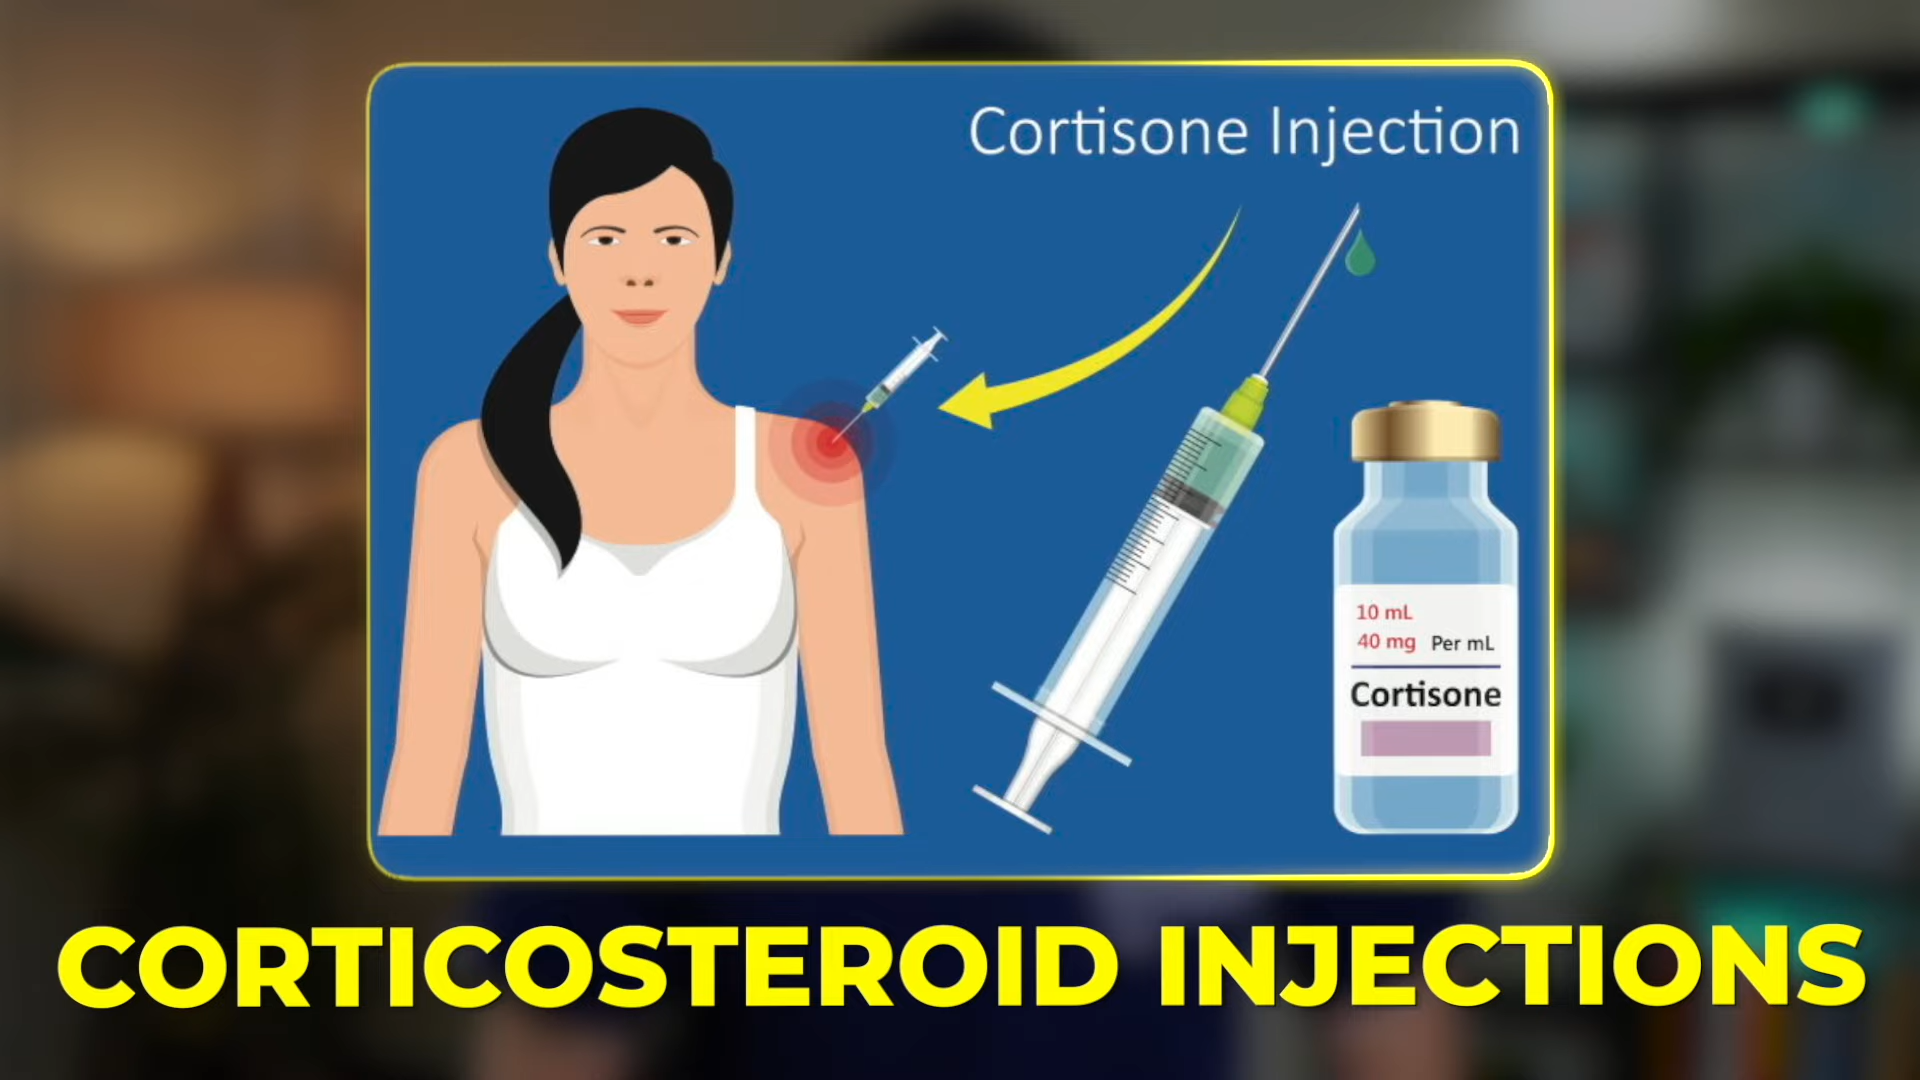 Cortisone Injection
10 mL
40 mg Per mL
Cortisone
CORTICOSTEROID INJECTIONS